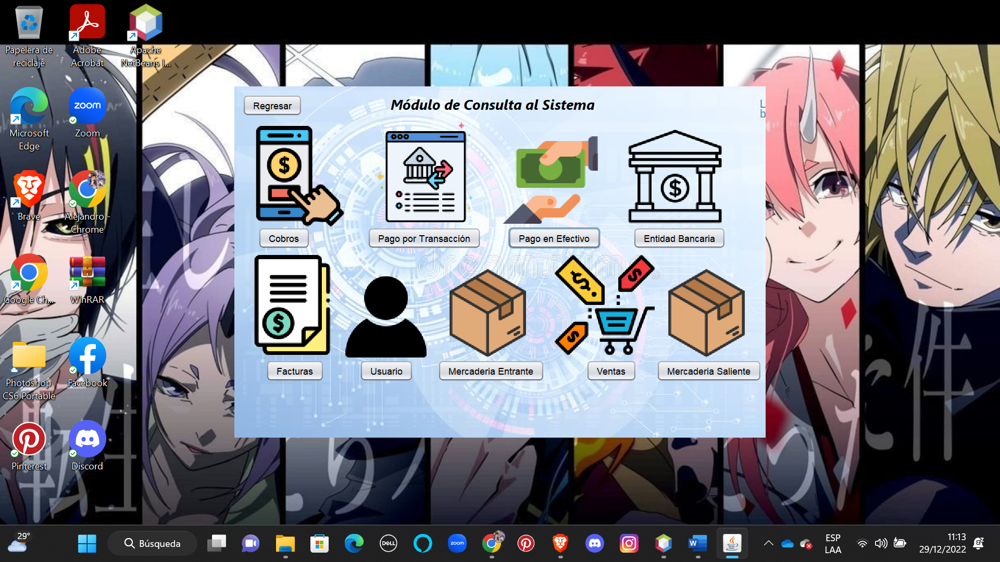 Papelera de
reciclaje
Adobe
Acrobat
Apache
NetBeans I...
Microsoft
Edge
zoom
Zoom
Brave
Alejandro -
Chrome
Google Ch...
WinRAR
Photoshop
CS6 Portable
Facebook
Pinterest
Discord
Regresar
Módulo de Consulta al Sistema
L
b
Cobros
Pago por Transacción
Pago en Efectivo
Entidad Bancaria
Facturas
Usuario
Mercaderia Entrante
Ventas
Mercaderia Saliente
29°
Búsqueda
DELL
zoom
W
ESP
LAA
11:13
29/12/2022